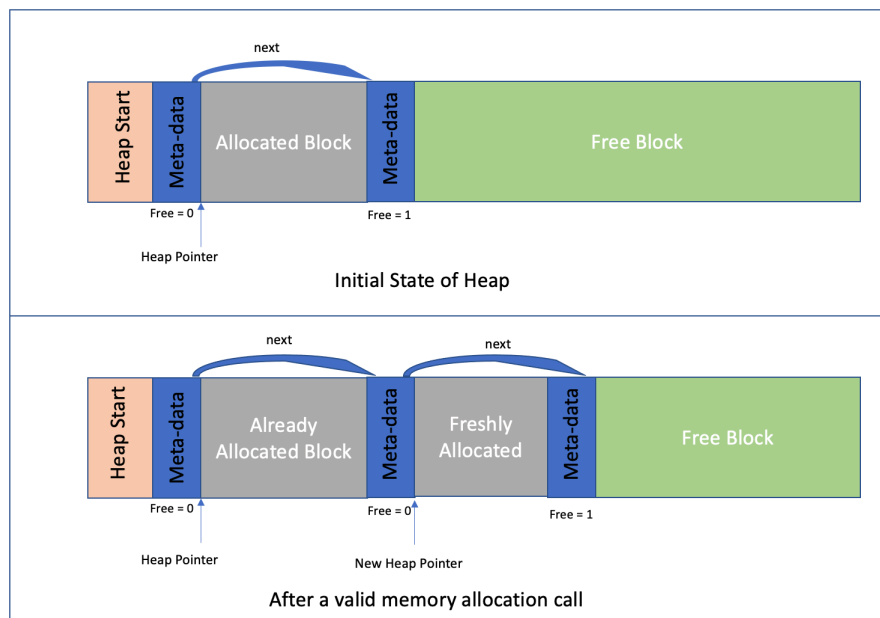 next
Heap Start
Meta-data
Allocated Block
Meta-data
Free Block
Free = 0
Free = 1
Heap Pointer
Initial State of Heap
next
next
Heap Start
Meta-data
Already
Allocated Block
Meta-data
Freshly
Allocated
Meta-data
Free Block
Free = 0
Free = 0
Free = 1
Heap Pointer
New Heap Pointer
After a valid memory allocation call